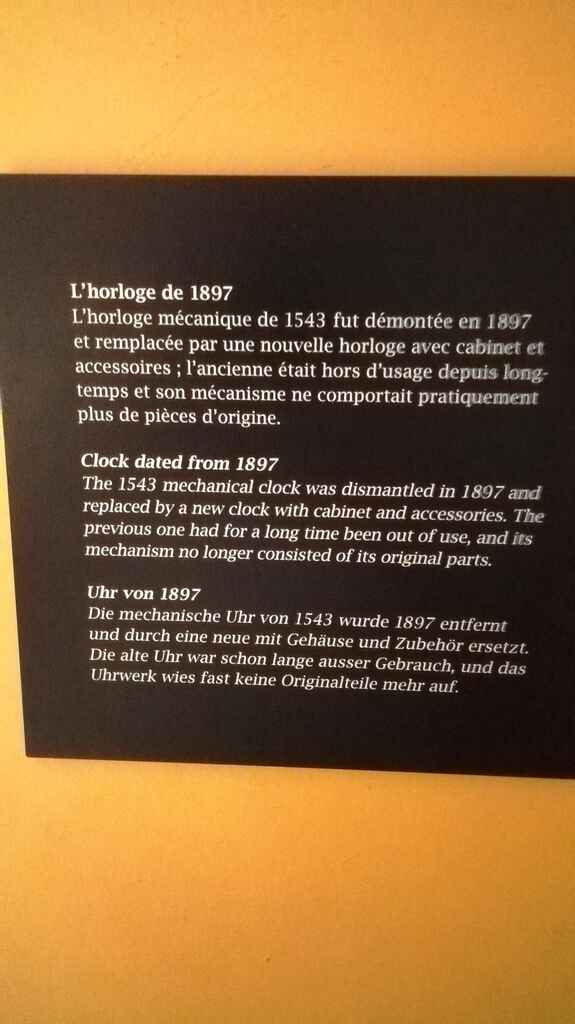 L'horloge de 1897
L'horloge mécanique de 1543 fut démontée en 1897
et remplacée par une nouvelle horloge avec cabinet et
accessoires ; l'ancienne était hors d'usage depuis long-
temps et son mécanisme ne comportait pratiquement
plus de pièces d'origine.
Clock dated from 1897
The 1543 mechanical clock was dismantled in 1897 and
replaced by a new clock with cabinet and accessories. The
previous one had for a long time been out of use, and its
mechanism no longer consisted of its original parts.
Uhr von 1897
Die mechanische Uhr von 1543 wurde 1897 entfernt
und durch eine neue mit Gehäuse und Zubehör ersetzt.
Die alte Uhr war schon lange ausser Gebrauch, und das
Uhrwerk wies fast keine Originalteile mehr auf.